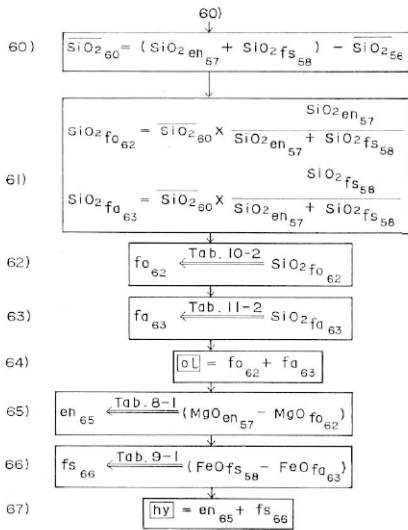 60)
60) SiO2 60 = (SiO2 en 57 + SiO2 fs 58) − SiO2 56
61) SiO2 fo 62 = SiO2 60 × SiO2 en 57 / SiO2 en 57 + SiO2 fs 58
SiO2 fa 63 = SiO2 60 × SiO2 fs 58 / SiO2 en 57 + SiO2 fs 58
62) fo 62 ⇐ Tab. 10-2 SiO2 fo 62
63) fa 63 ⇐ Tab. 11-2 SiO2 fa 63
64) ol = fo 62 + fa 63
65) en 65 ⇐ Tab. 8-1 (MgO en 57 − MgO fo 62)
66) fs 66 ⇐ Tab. 9-1 (FeO fs 58 − FeO fa 63)
67) hy = en 65 + fs 66